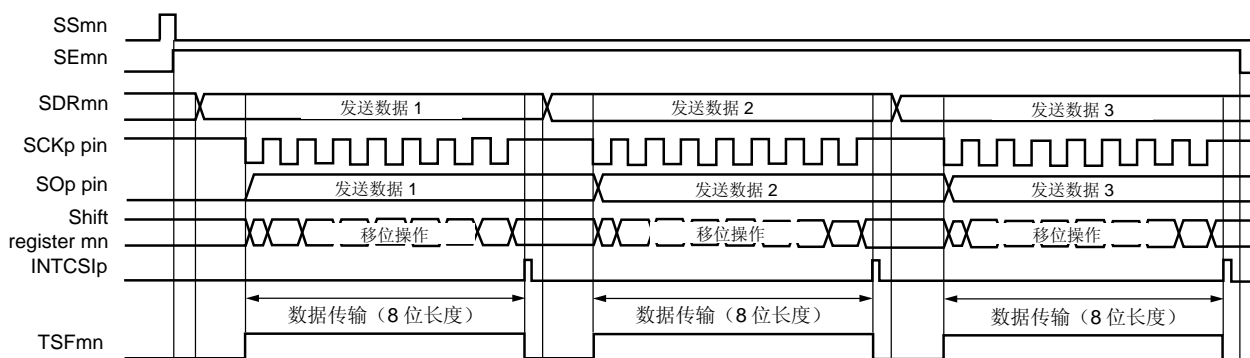 SSmn
SEmn
SDRmn
发送数据 1
发送数据 2
发送数据 3
SCKp pin
SOp pin
发送数据 1
发送数据 2
发送数据 3
Shift
register mn
移位操作
移位操作
移位操作
INTCSIp
数据传输（8 位长度）
数据传输（8 位长度）
数据传输（8 位长度）
TSFmn